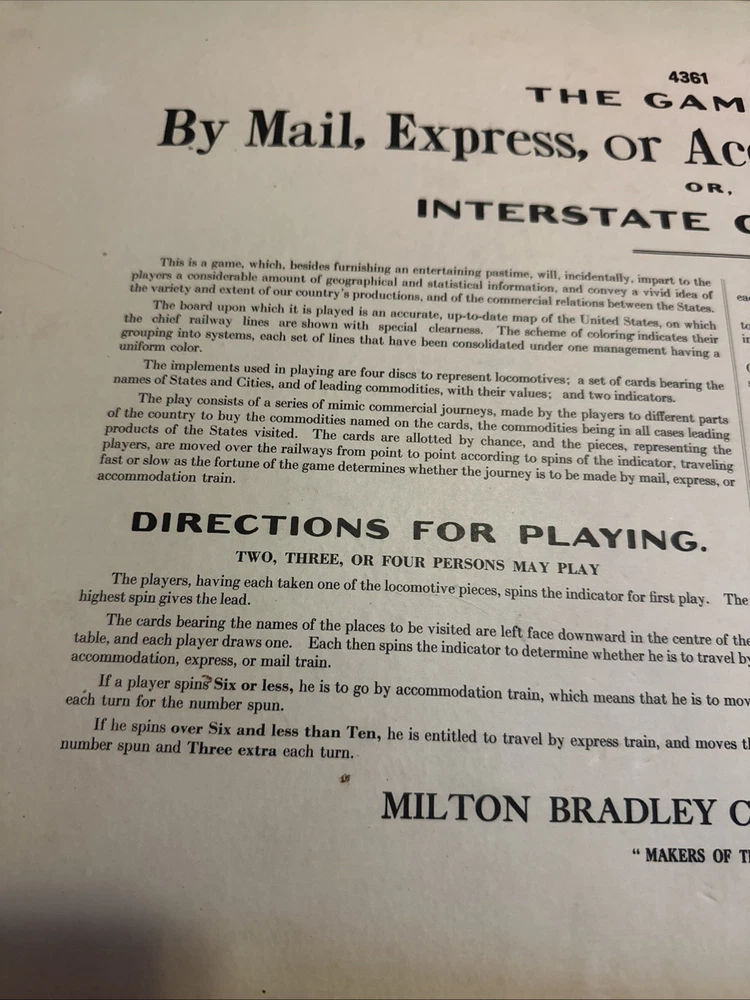 4361
THE GAM
By Mail, Express, or Acc
OR,
INTERSTATE C
This is a game, which, besides furnishing an entertaining pastime, will, incidentally, impart to the
players a considerable amount of geographical and statistical information, and convey a vivid idea of
the variety and extent of our country's productions, and of the commercial relations between the States.
The board upon which it is played is an accurate, up-to-date map of the United States, on which
the chief railway lines are shown with special clearness. The scheme of coloring indicates their
grouping into systems, each set of lines that have been consolidated under one management having a
uniform color.
The implements used in playing are four discs to represent locomotives; a set of cards bearing the
names of States and Cities, and of leading commodities, with their values; and two indicators.
The play consists of a series of mimic commercial journeys, made by the players to different parts
of the country to buy the commodities named on the cards, the commodities being in all cases leading
products of the States visited. The cards are allotted by chance, and the pieces, representing the
players, are moved over the railways from point to point according to spins of the indicator, traveling
fast or slow as the fortune of the game determines whether the journey is to be made by mail, express, or
accommodation train.
DIRECTIONS FOR PLAYING.
TWO, THREE, OR FOUR PERSONS MAY PLAY
The players, having each taken one of the locomotive pieces, spins the indicator for first play. The
highest spin gives the lead.
The cards bearing the names of the places to be visited are left face downward in the centre of the
table, and each player draws one. Each then spins the indicator to determine whether he is to travel by
accommodation, express, or mail train.
If a player spins Six or less, he is to go by accommodation train, which means that he is to mov
each turn for the number spun.
If he spins over Six and less than Ten, he is entitled to travel by express train, and moves th
number spun and Three extra each turn.
MILTON BRADLEY C
" MAKERS OF T